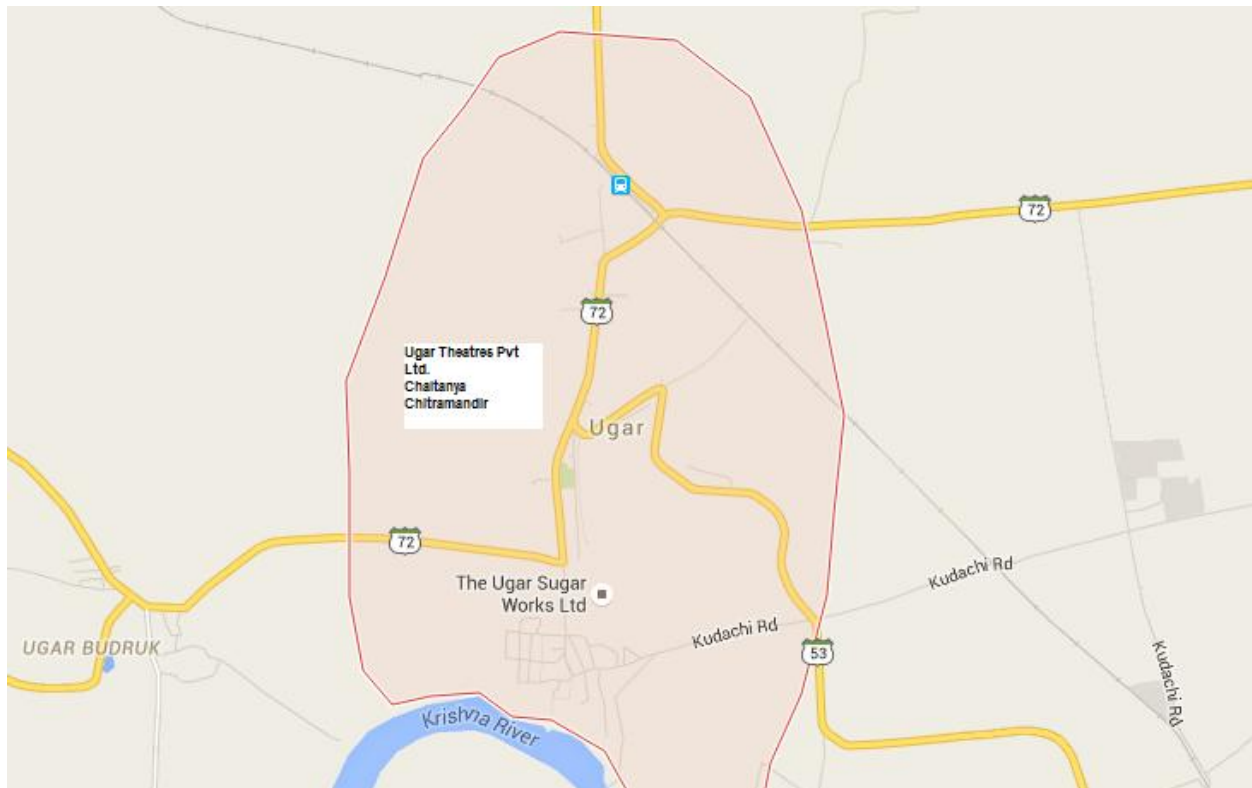 72
72
Ugar Theatres Pvt
Ltd.
Chaitanya
Chitramandir
Ugar
72
The Ugar Sugar
Works Ltd
Kudachi Rd
Kudachi Rd
UGAR BUDRUK
53
Kudachi Rd
Krishna River